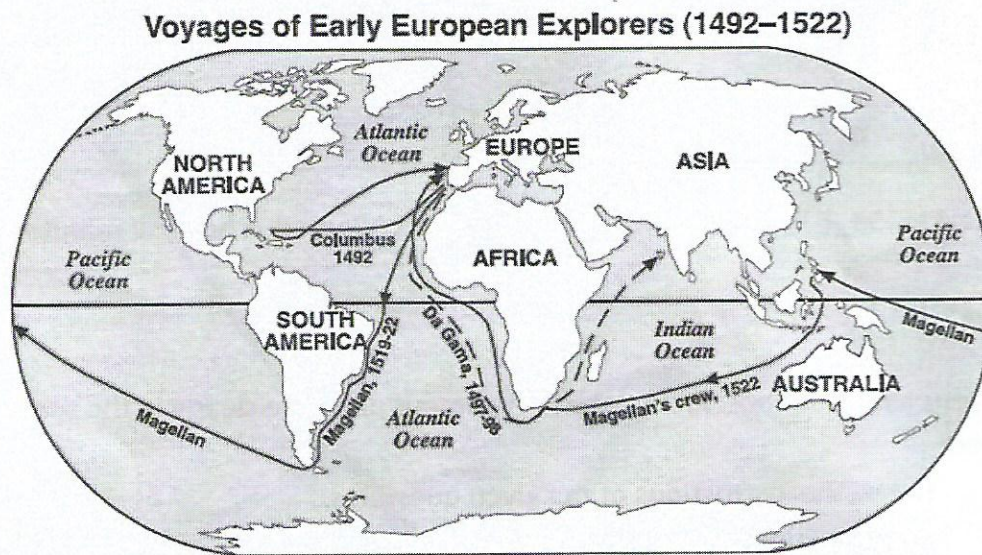 Voyages of Early European Explorers (1492–1522)
Atlantic
Ocean
NORTH
AMERICA
EUROPE
ASIA
Columbus
1492
Pacific
Ocean
AFRICA
Pacific
Ocean
SOUTH
AMERICA
Da Gama, 1497-98
Indian
Ocean
Magellan
Magellan, 1519-22
AUSTRALIA
Magellan
Atlantic
Ocean
Magellan's crew, 1522